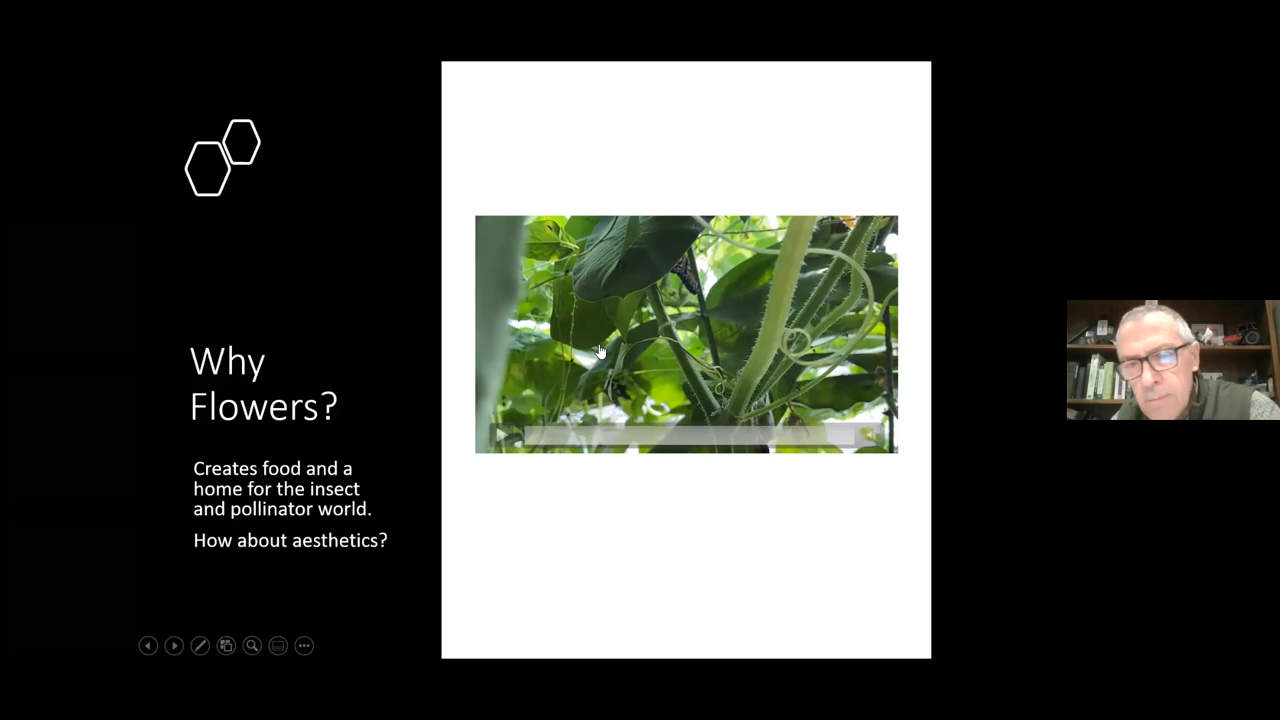 Why
Flowers?
Creates food and a
home for the insect
and pollinator world.
How about aesthetics?